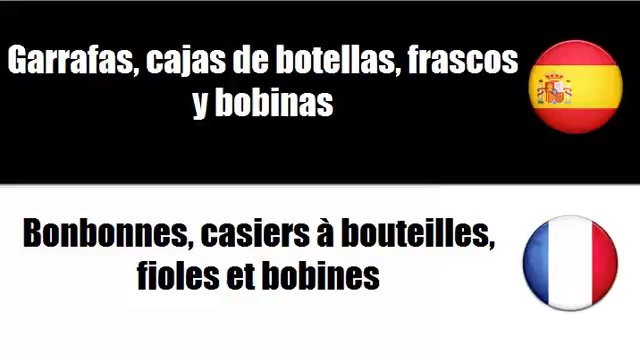 Garrafas, cajas de botellas, frascos
y bobinas
Bonbonnes, casiers à bouteilles,
fioles et bobines